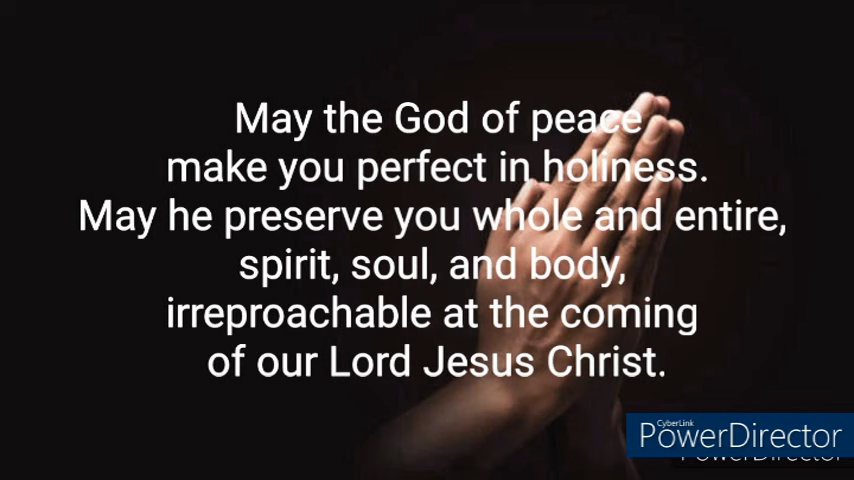 May the God of peace
make you perfect in holiness.
May he preserve you whole and entire,
spirit, soul, and body,
irreproachable at the coming
of our Lord Jesus Christ.
CyberLink
PowerDirector
PowerDirector